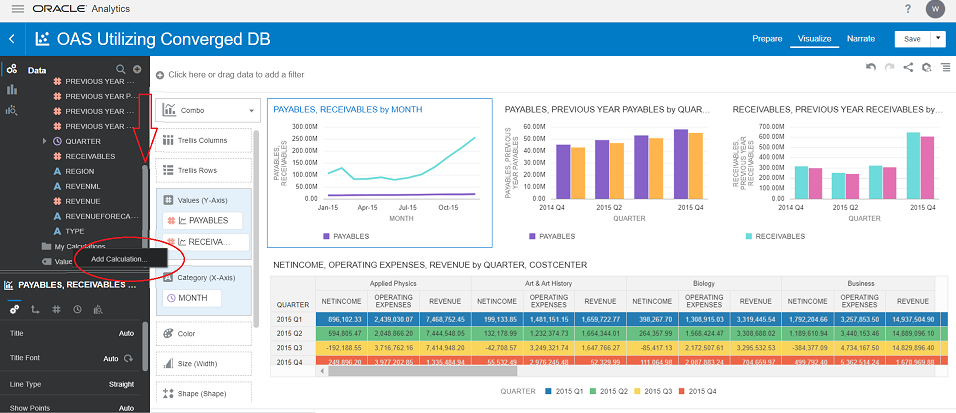 ORACLE Analytics
?
W
OAS Utilizing Converged DB
Prepare
Visualize
Narrate
Save
Data
PREVIOUS YEAR ...
PREVIOUS YEAR P...
PREVIOUS YEAR ...
PREVIOUS YEAR ...
QUARTER
RECEIVABLES
REGION
REVENML
REVENUE
REVENUEFORECA...
TYPE
My Calculations
Value
Add Calculation...
PAYABLES, RECEIVABLES ...
Title
Auto
Title Font
Auto
Line Type
Straight
Show Points
Auto
Click here or drag data to add a filter
Combo
Trellis Columns
Trellis Rows
Values (Y-Axis)
PAYABLES
RECEIVA...
Category (X-Axis)
MONTH
Color
Size (Width)
Shape (Shape)
PAYABLES, RECEIVABLES by MONTH
PAYABLES,
RECEIVABLES
300.00M
250.00M
200.00M
150.00M
100.00M
50.00M
0.00
Jan-15
Apr-15
Jul-15
Oct-15
MONTH
PAYABLES
PAYABLES, PREVIOUS YEAR PAYABLES by QUAR...
PAYABLES, PREVIOUS
YEAR PAYABLES
60.00M
50.00M
40.00M
30.00M
20.00M
10.00M
0.00
2014 Q4
2015 Q2
2015 Q4
QUARTER
PAYABLES
RECEIVABLES, PREVIOUS YEAR RECEIVABLES by...
RECEIVABLES,
PREVIOUS YEAR
RECEIVABLES
700.00M
600.00M
500.00M
400.00M
300.00M
200.00M
100.00M
0.00
2014 Q4
2015 Q2
2015 Q4
QUARTER
RECEIVABLES
NETINCOME, OPERATING EXPENSES, REVENUE by QUARTER, COSTCENTER
Applied Physics
Art & Art History
Biology
Business
QUARTER NETINCOME OPERATING EXPENSES REVENUE NETINCOME OPERATING EXPENSES REVENUE NETINCOME OPERATING EXPENSES REVENUE NETINCOME OPERATING EXPENSES REVENUE
2015 Q1 896,102.33 2,439,030.07 7,468,752.45 199,133.85 1,481,151.15 1,659,722.77 398,267.70 1,308,915.03 3,319,445.54 1,792,204.66 3,257,853.50 14,937,504.90
2015 Q2 594,805.47 2,048,866.20 7,444,548.05 132,178.99 1,232,374.73 1,654,344.01 264,357.99 1,568,424.47 3,308,688.02 1,189,610.94 3,440,153.46 14,889,096.10
2015 Q3 -192,188.55 3,716,762.16 7,414,948.20 -42,708.57 3,249,321.74 1,647,766.27 -85,417.13 2,172,507.61 3,295,532.53 -384,377.09 4,734,167.50 14,829,896.40
2015 Q4 249,896.20 3,977,202.85 1,335,484.94 55,532.49 2,976,245.48 52,329.99 111,064.98 2,087,883.24 704,659.97 499,792.40 5,362,514.24 1,670,969.88
QUARTER
2015 Q1
2015 Q2
2015 Q3
2015 Q4